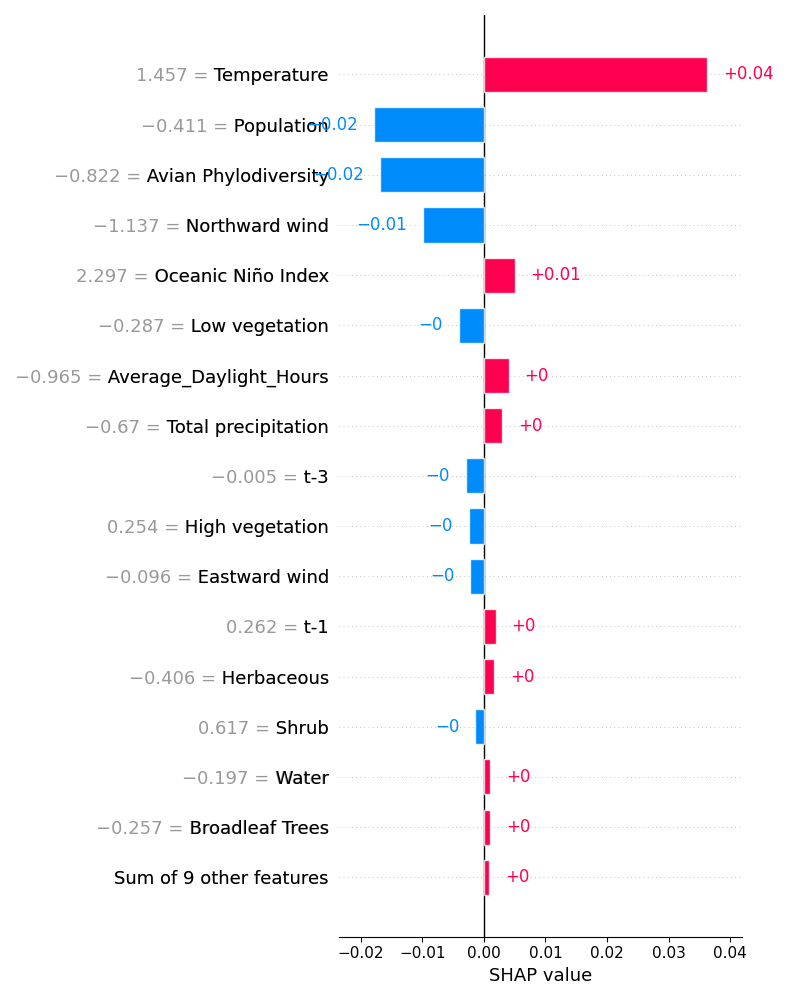 1.457 = Temperature +0.04
−0.411 = Population −0.02
−0.822 = Avian Phylodiversity −0.02
−1.137 = Northward wind −0.01
2.297 = Oceanic Niño Index +0.01
−0.287 = Low vegetation −0
−0.965 = Average_Daylight_Hours +0
−0.67 = Total precipitation +0
−0.005 = t-3 −0
0.254 = High vegetation −0
−0.096 = Eastward wind −0
0.262 = t-1 +0
−0.406 = Herbaceous +0
0.617 = Shrub −0
−0.197 = Water +0
−0.257 = Broadleaf Trees +0
Sum of 9 other features +0
−0.02 −0.01 0.00 0.01 0.02 0.03 0.04
SHAP value